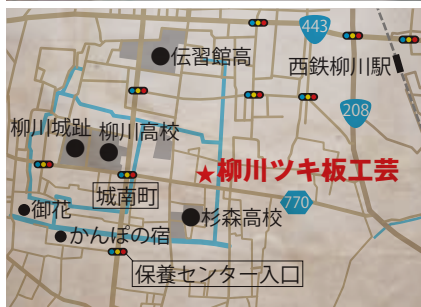 443
伝習館高
西鉄柳川駅
208
柳川城趾
柳川高校
柳川ツキ板工芸
城南町
770
御花
杉森高校
かんぽの宿
保養センター入口